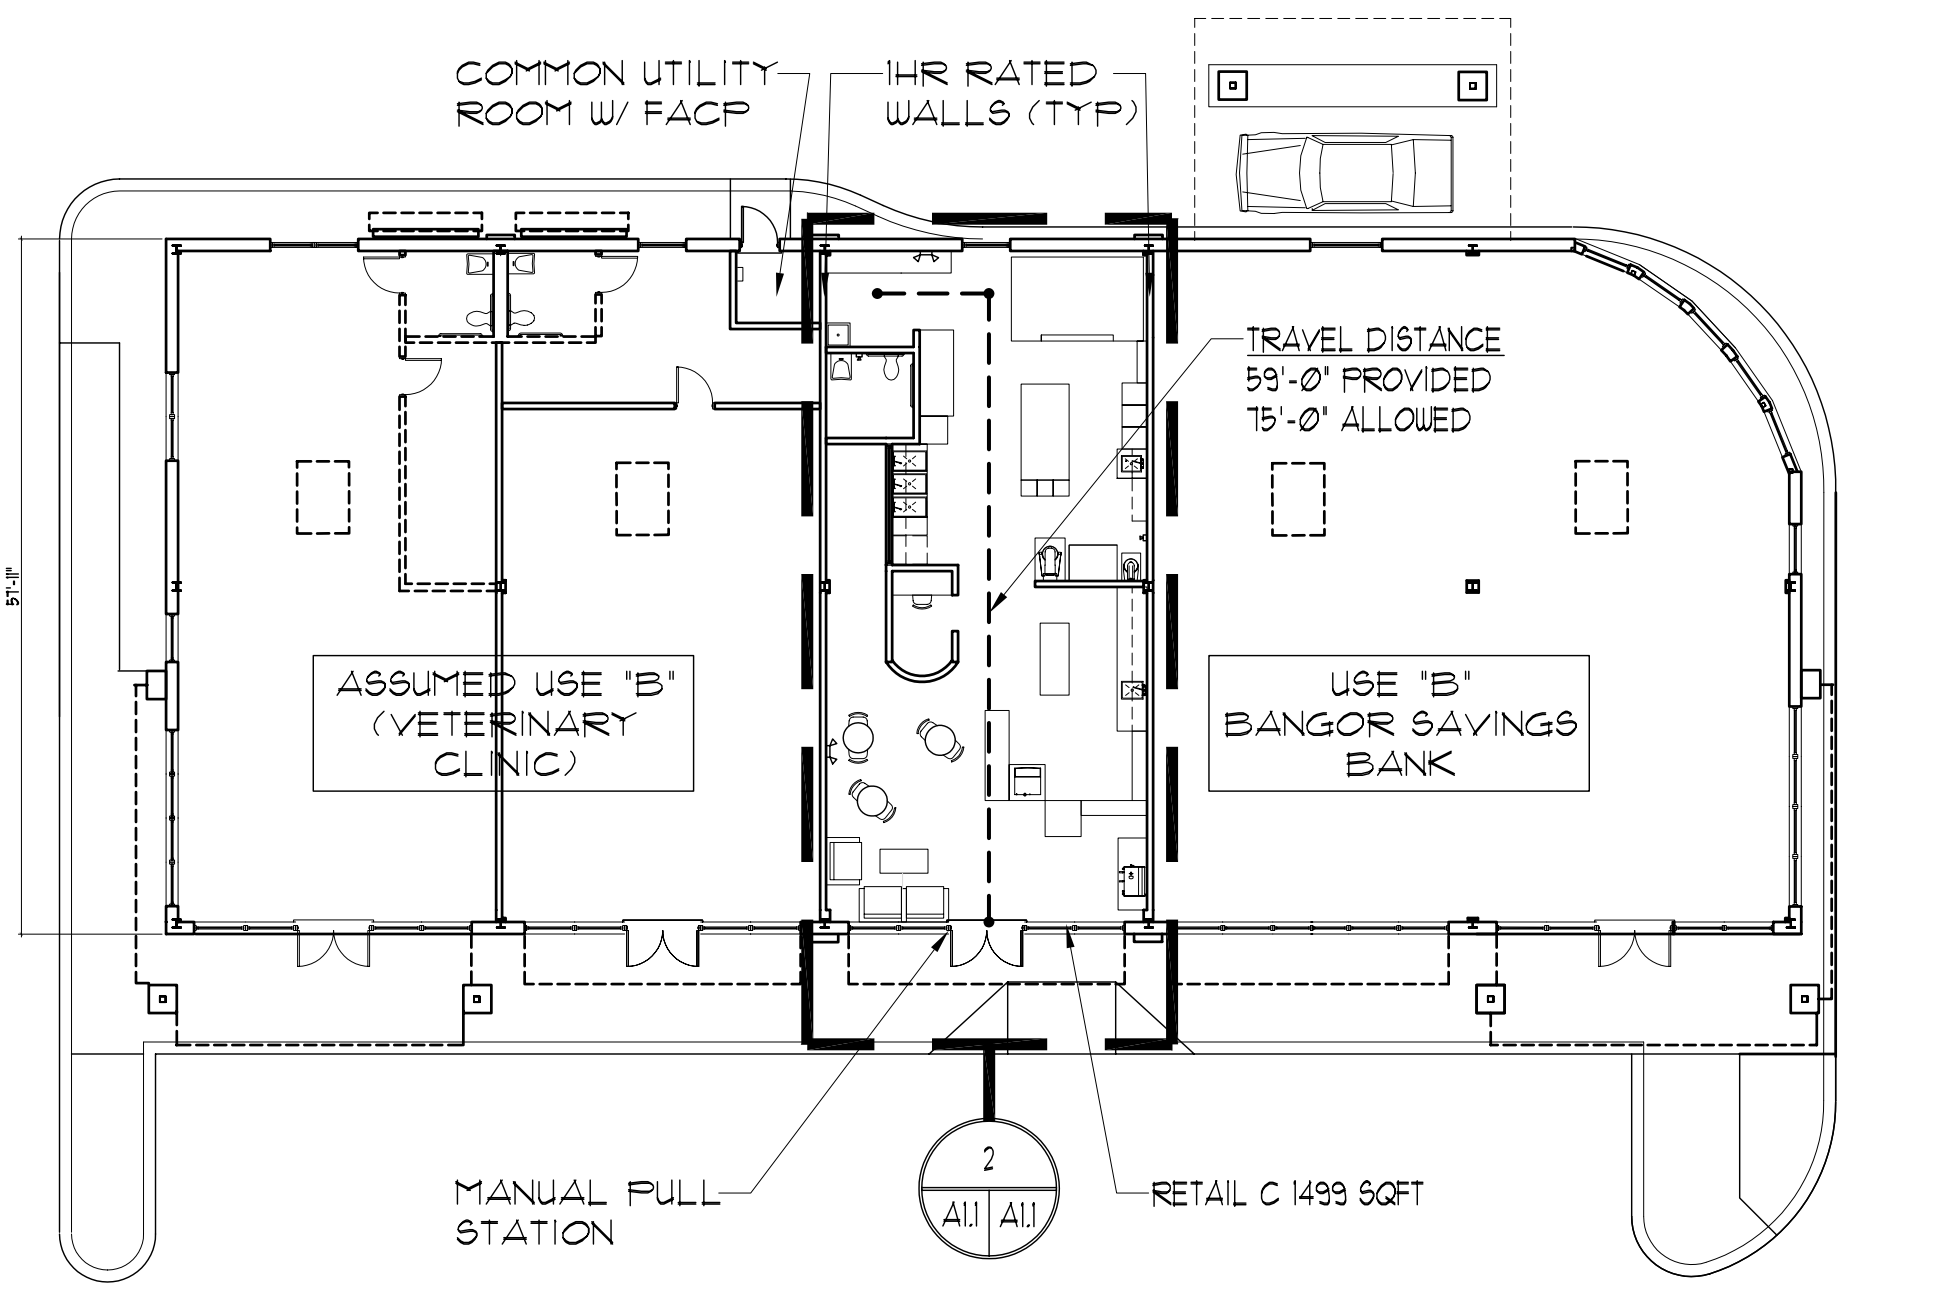 COMMON UTILITY
ROOM W/ FACP
1HR RATED
WALLS (TYP)
TRAVEL DISTANCE
59'-0" PROVIDED
75'-0" ALLOWED
57'-11"
ASSUMED USE "B"
(VETERINARY
CLINIC)
USE "B"
BANGOR SAVINGS
BANK
MANUAL PULL
STATION
2
A1.1 A1.1
RETAIL C 1499 SQFT